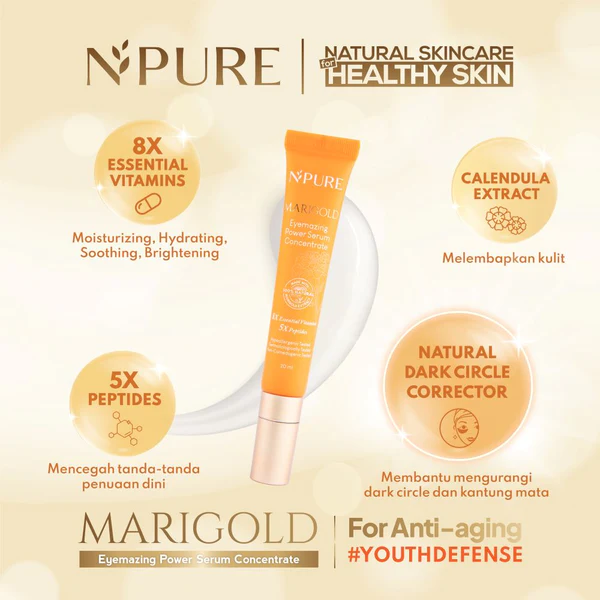 N'PURE
NATURAL SKINCARE
for HEALTHY SKIN
8X
ESSENTIAL
VITAMINS
Moisturizing, Hydrating,
Soothing, Brightening
CALENDULA
EXTRACT
Melembapkan kulit
N'PURE
MARIGOLD
Eyemazing
Power Serum
Concentrate
8X Essential Vitamins
5X Peptides
5X
PEPTIDES
Mencegah tanda-tanda
penuaan dini
NATURAL
DARK CIRCLE
CORRECTOR
Membantu mengurangi
dark circle dan kantung mata
MARIGOLD
Eyemazing Power Serum Concentrate
For Anti-aging
#YOUTHDEFENSE